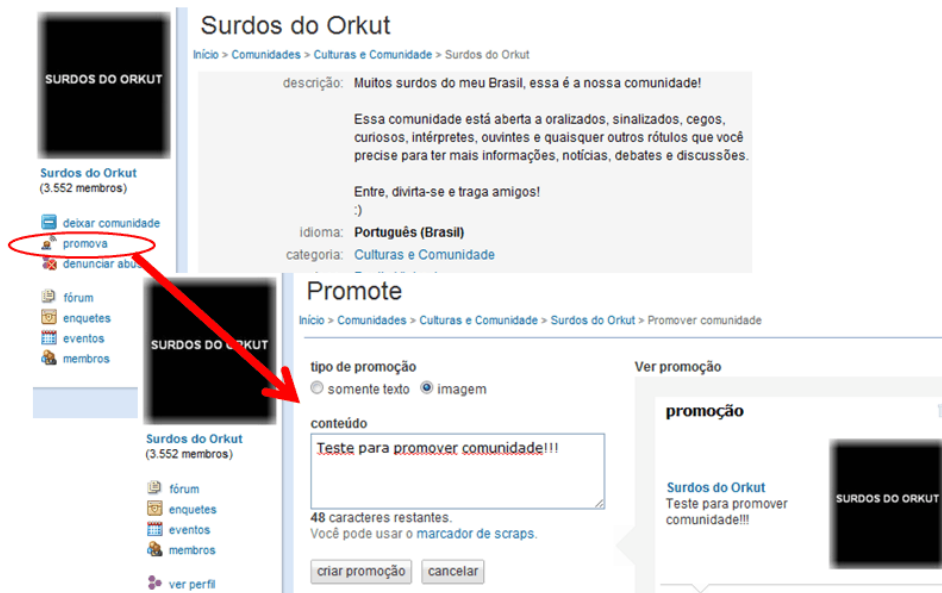 SURDOS DO ORKUT
Surdos do Orkut
(3.552 membros)
deixar comunidade
promova
denunciar abus
fórum
enquetes
eventos
membros
Surdos do Orkut
Início > Comunidades > Culturas e Comunidade > Surdos do Orkut
descrição: Muitos surdos do meu Brasil, essa é a nossa comunidade!
Essa comunidade está aberta a oralizados, sinalizados, cegos,
curiosos, intérpretes, ouvintes e quaisquer outros rótulos que você
precise para ter mais informações, notícias, debates e discussões.
Entre, divirta-se e traga amigos!
:)
idioma: Português (Brasil)
categoria: Culturas e Comunidade
SURDOS DO ORKUT
Surdos do Orkut
(3.552 membros)
fórum
enquetes
eventos
membros
ver perfil
Promote
Início > Comunidades > Culturas e Comunidade > Surdos do Orkut > Promover comunidade
tipo de promoção
somente texto imagem
conteúdo
Teste para promover comunidade!!!
48 caracteres restantes.
Você pode usar o marcador de scraps.
criar promoção cancelar
Ver promoção
promoção
Surdos do Orkut
Teste para promover
comunidade!!!
SURDOS DO ORKUT